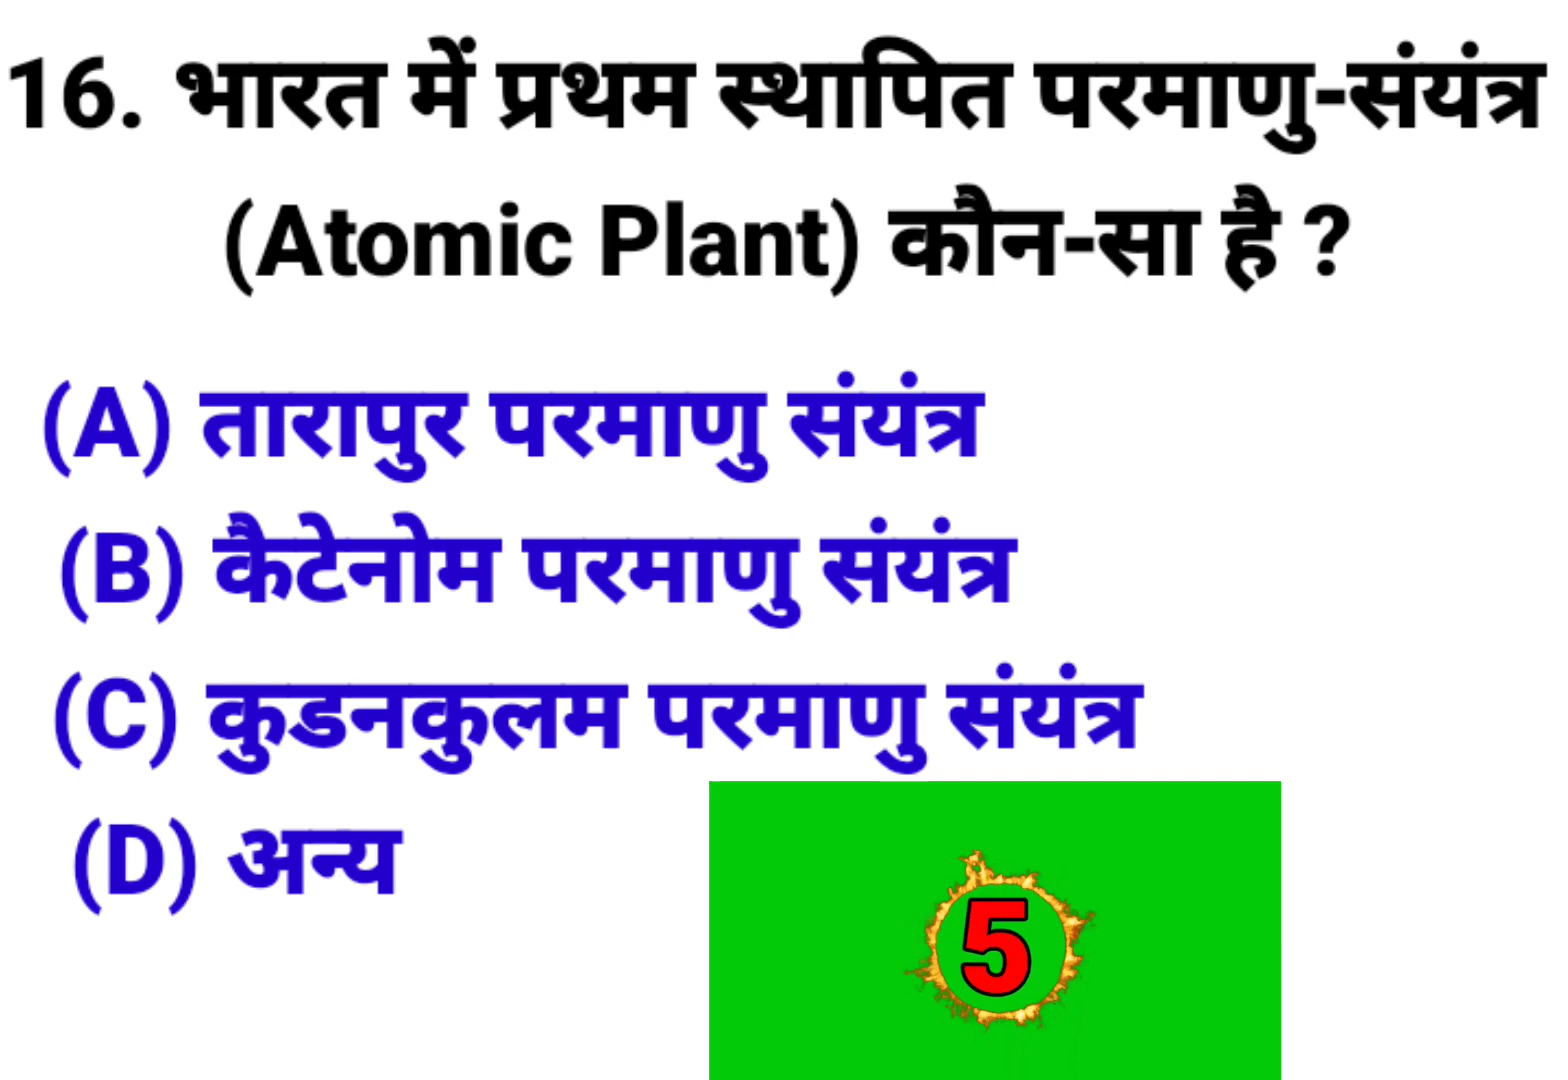 16. भारत में प्रथम स्थापित परमाणु-संयंत्र
(Atomic Plant) कौन-सा है ?
(A) तारापुर परमाणु संयंत्र
(B) कैटेनोम परमाणु संयंत्र
(C) कुडनकुलम परमाणु संयंत्र
(D) अन्य
5